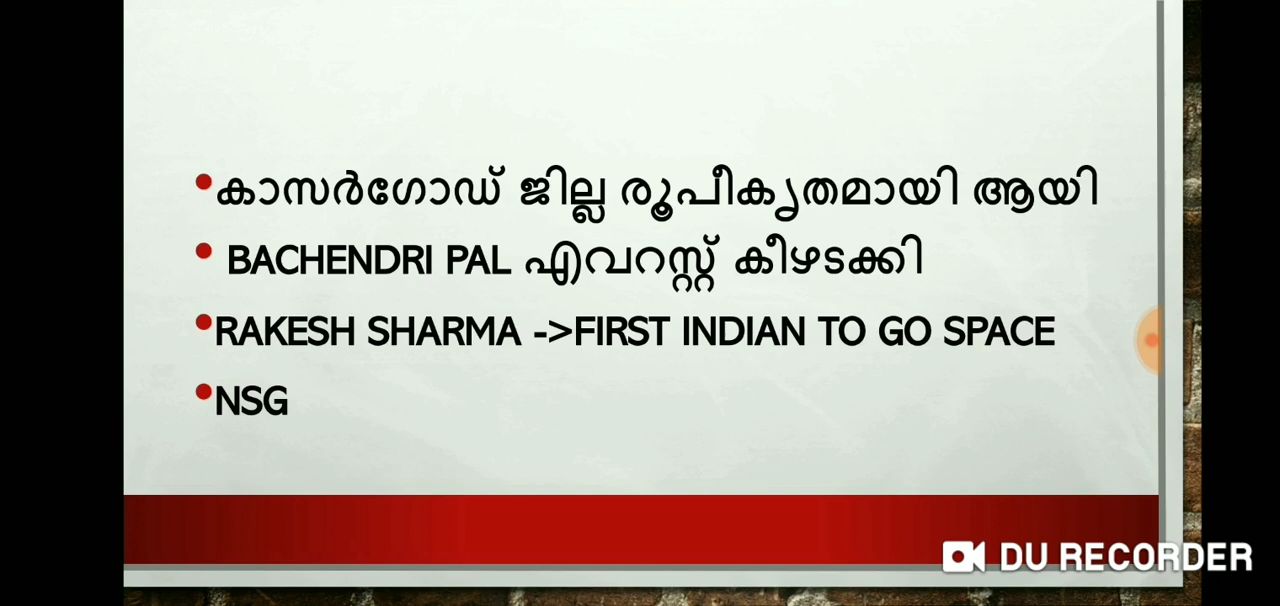 •കാസർഗോഡ് ജില്ല രൂപീകൃതമായി ആയി
• BACHENDRI PAL എവറസ്റ്റ് കീഴടക്കി
•RAKESH SHARMA ->FIRST INDIAN TO GO SPACE
•NSG
DU RECORDER